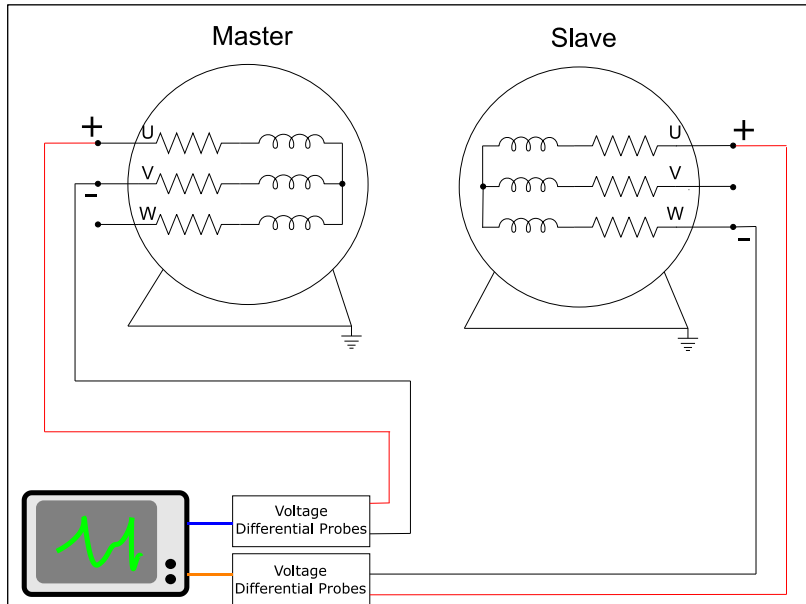 Master
Slave
+
U
V
-
W
U
+
V
W
-
Voltage
Differential Probes
Voltage
Differential Probes